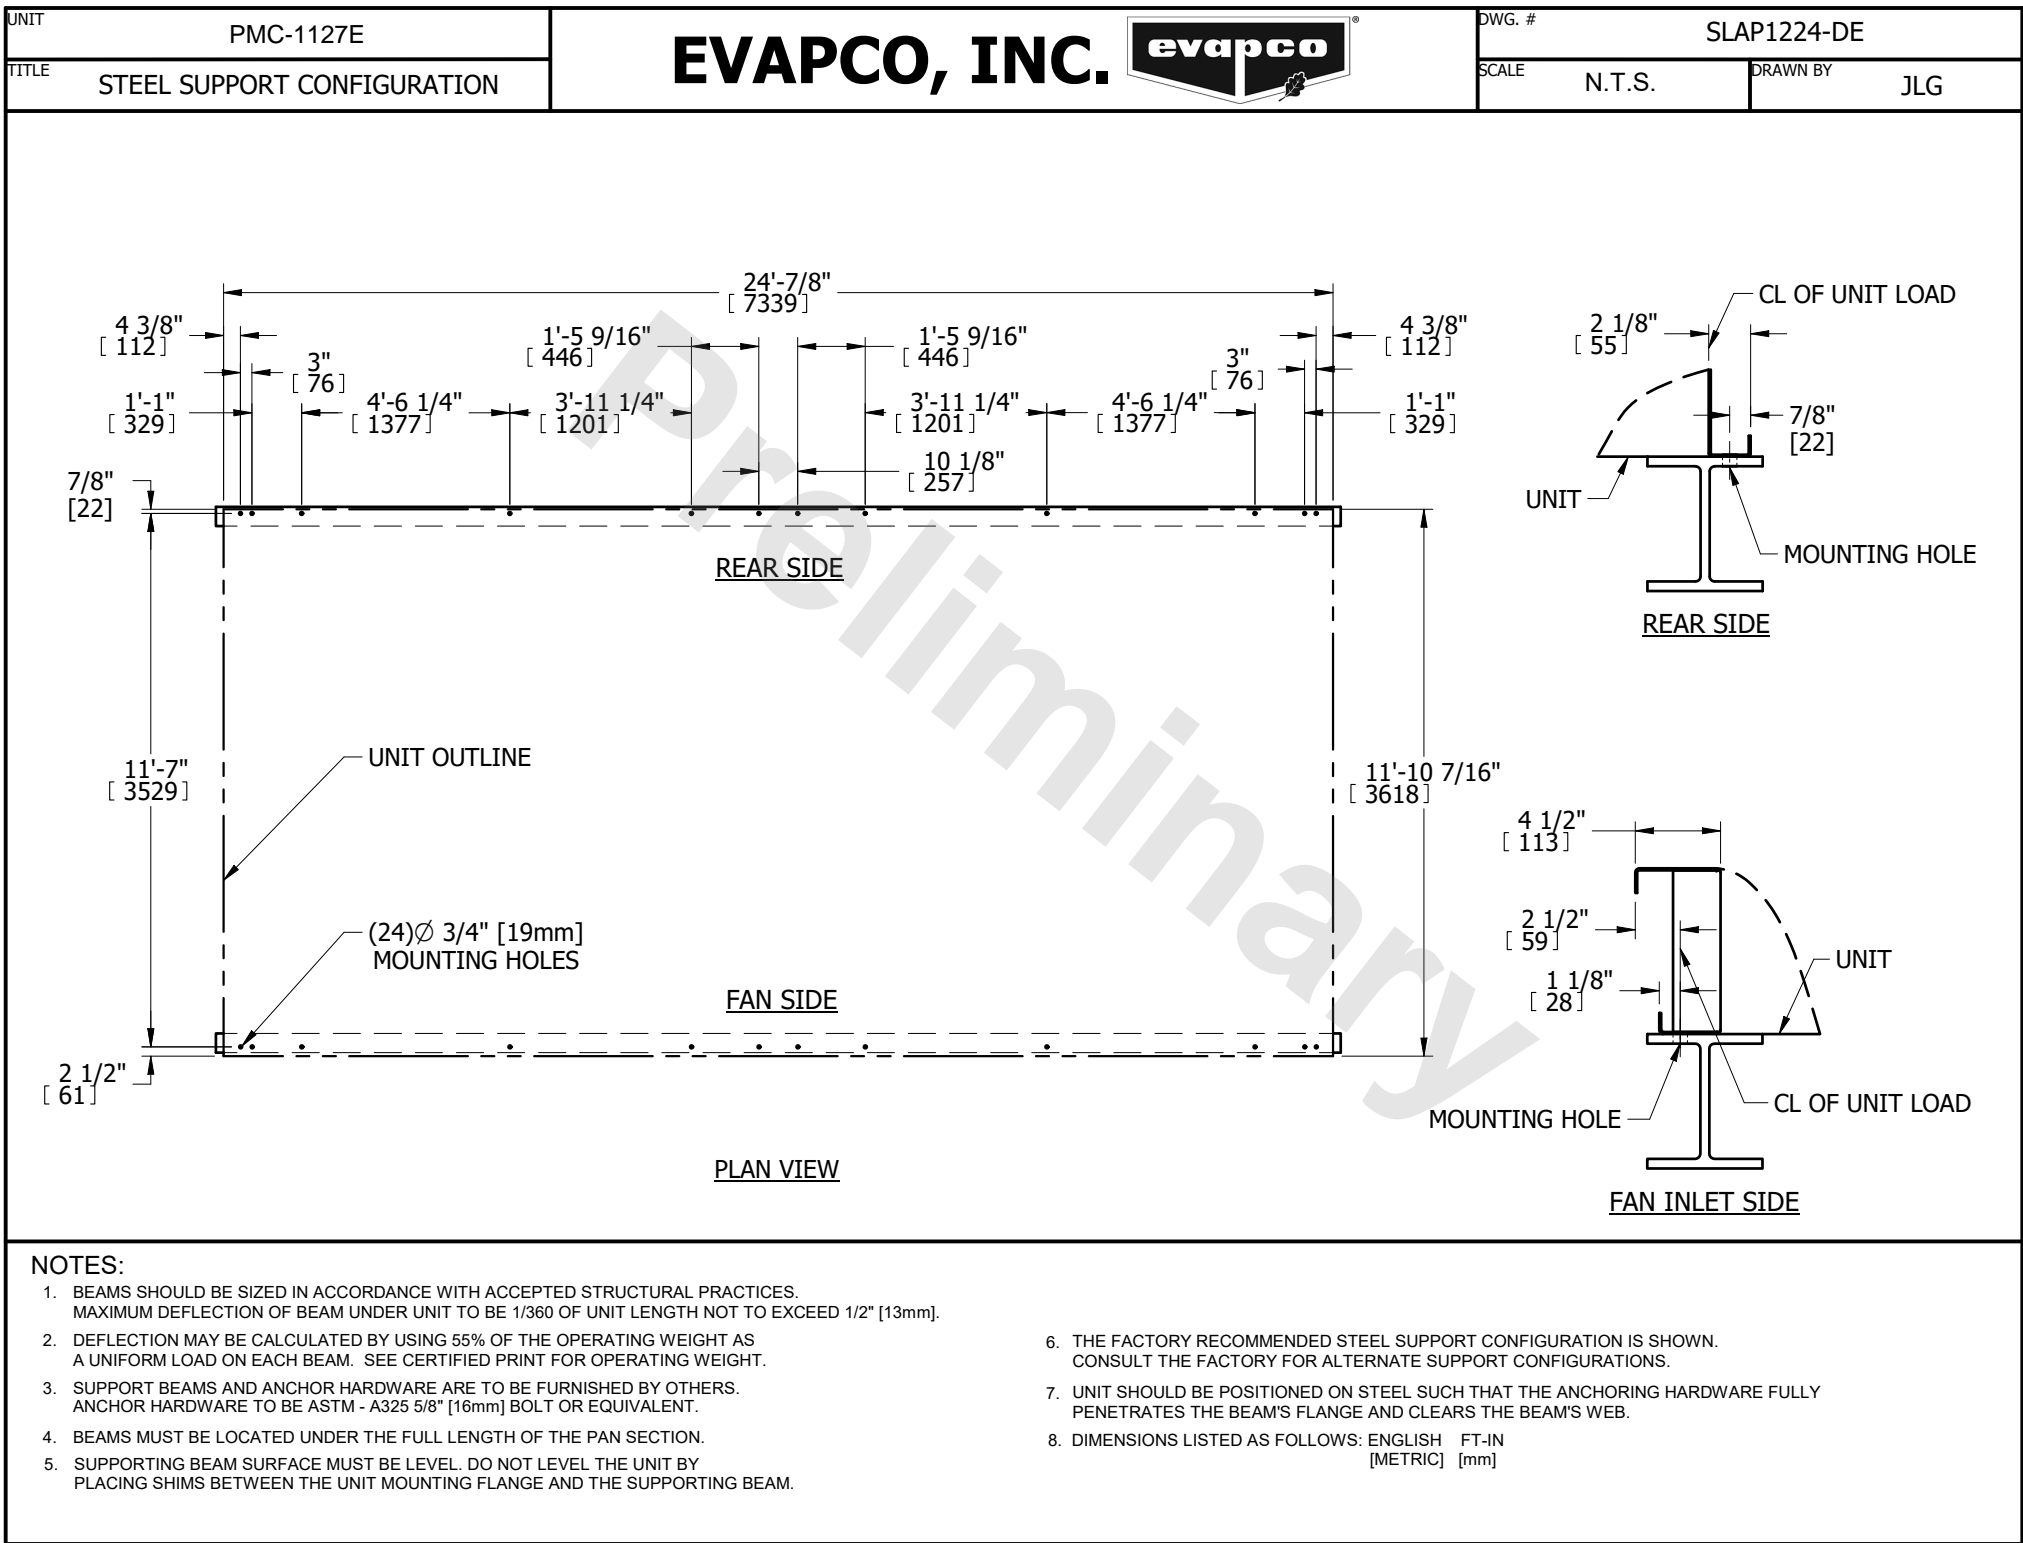 UNIT
PMC-1127E
TITLE
STEEL SUPPORT CONFIGURATION
EVAPCO, INC.
evapco
®
DWG. #
SLAP1224-DE
SCALE
N.T.S.
DRAWN BY
JLG
24'-7/8"
[ 7339]
4 3/8"
[ 112]
3"
[ 76]
1'-5 9/16"
[ 446]
1'-5 9/16"
[ 446]
3"
[ 76]
4 3/8"
[ 112]
1'-1"
[ 329]
4'-6 1/4"
[ 1377]
3'-11 1/4"
[ 1201]
3'-11 1/4"
[ 1201]
4'-6 1/4"
[ 1377]
1'-1"
[ 329]
10 1/8"
[ 257]
7/8"
[22]
REAR SIDE
UNIT OUTLINE
11'-7"
[ 3529]
11'-10 7/16"
[ 3618]
(24)Ø 3/4" [19mm]
MOUNTING HOLES
FAN SIDE
2 1/2"
[ 61]
PLAN VIEW
Preliminary
CL OF UNIT LOAD
2 1/8"
[ 55]
7/8"
[22]
UNIT
MOUNTING HOLE
REAR SIDE
4 1/2"
[ 113]
2 1/2"
[ 59]
1 1/8"
[ 28]
UNIT
CL OF UNIT LOAD
MOUNTING HOLE
FAN INLET SIDE
NOTES:
1. BEAMS SHOULD BE SIZED IN ACCORDANCE WITH ACCEPTED STRUCTURAL PRACTICES.
MAXIMUM DEFLECTION OF BEAM UNDER UNIT TO BE 1/360 OF UNIT LENGTH NOT TO EXCEED 1/2" [13mm].
2. DEFLECTION MAY BE CALCULATED BY USING 55% OF THE OPERATING WEIGHT AS
A UNIFORM LOAD ON EACH BEAM. SEE CERTIFIED PRINT FOR OPERATING WEIGHT.
3. SUPPORT BEAMS AND ANCHOR HARDWARE ARE TO BE FURNISHED BY OTHERS.
ANCHOR HARDWARE TO BE ASTM - A325 5/8" [16mm] BOLT OR EQUIVALENT.
4. BEAMS MUST BE LOCATED UNDER THE FULL LENGTH OF THE PAN SECTION.
5. SUPPORTING BEAM SURFACE MUST BE LEVEL. DO NOT LEVEL THE UNIT BY
PLACING SHIMS BETWEEN THE UNIT MOUNTING FLANGE AND THE SUPPORTING BEAM.
6. THE FACTORY RECOMMENDED STEEL SUPPORT CONFIGURATION IS SHOWN.
CONSULT THE FACTORY FOR ALTERNATE SUPPORT CONFIGURATIONS.
7. UNIT SHOULD BE POSITIONED ON STEEL SUCH THAT THE ANCHORING HARDWARE FULLY
PENETRATES THE BEAM'S FLANGE AND CLEARS THE BEAM'S WEB.
8. DIMENSIONS LISTED AS FOLLOWS: ENGLISH FT-IN
[METRIC] [mm]